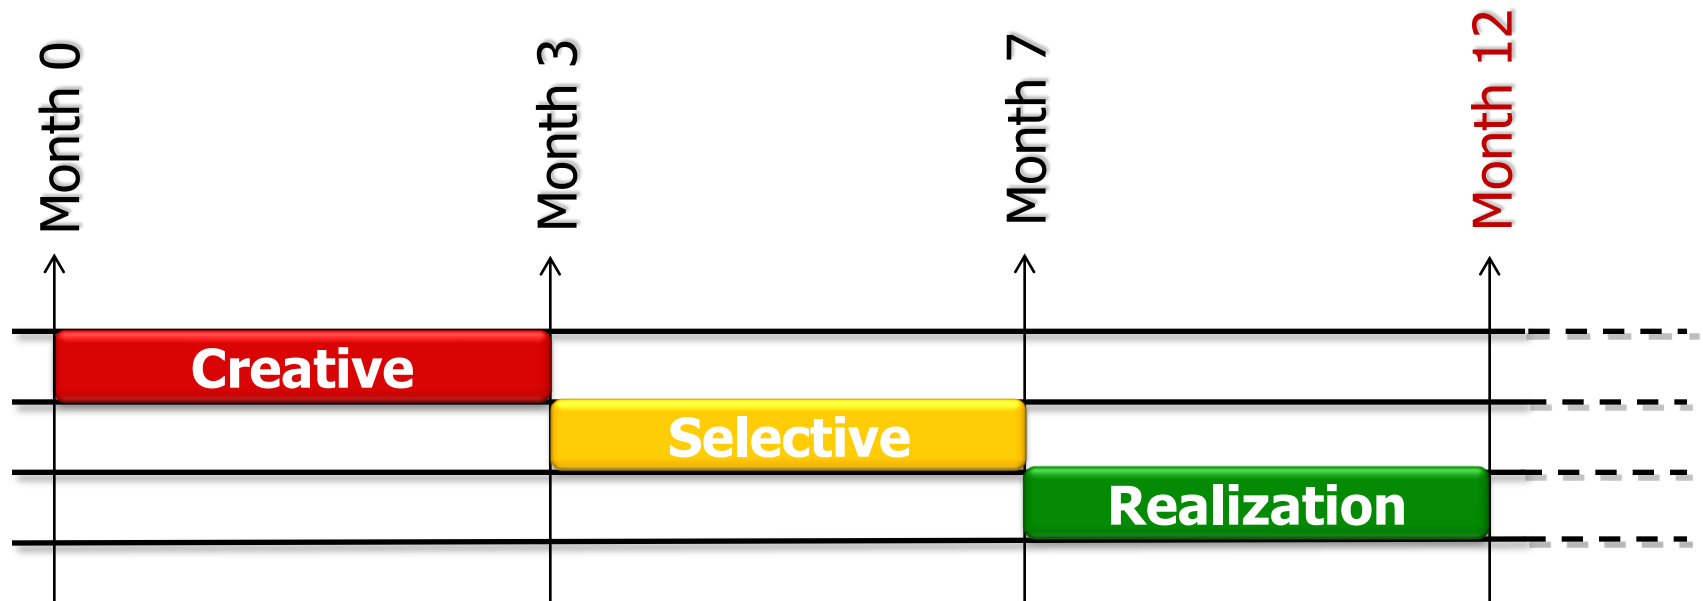 Month 0
Month 3
Month 7
Month 12
Creative
Selective
Realization